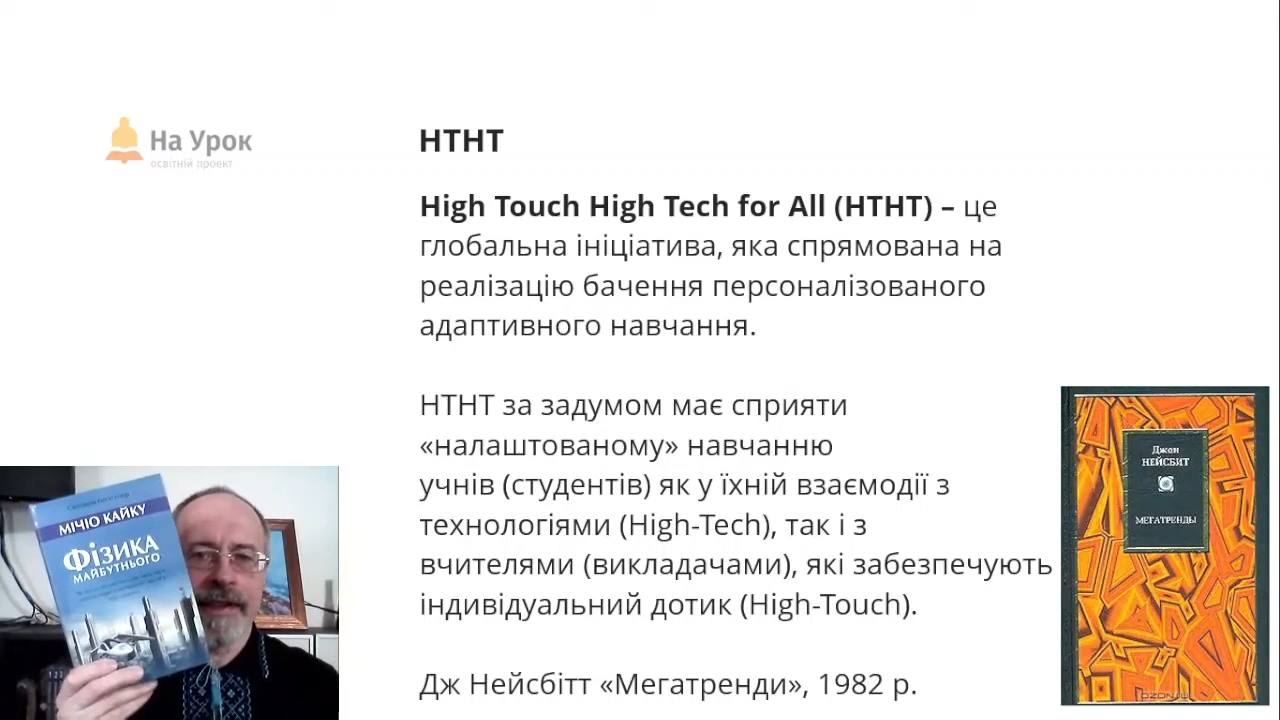 На Урок
освітній проект
НТНТ
High Touch High Tech for All (HTHT) – це
глобальна ініціатива, яка спрямована на
реалізацію бачення персоналізованого
адаптивного навчання.
НТНТ за задумом має сприяти
«налаштованому» навчанню
учнів (студентів) як у їхній взаємодії з
технологіями (High-Tech), так і з
вчителями (викладачами), які забезпечують
індивідуальний дотик (High-Touch).
Дж Нейсбітт «Мегатренди», 1982 р.
МІЧІО КАЙКУ
ФІЗИКА
МАЙБУТНЬОГО
Джон
НЕЙСБИТ
МЕГАТРЕНДЫ
OZON.RU